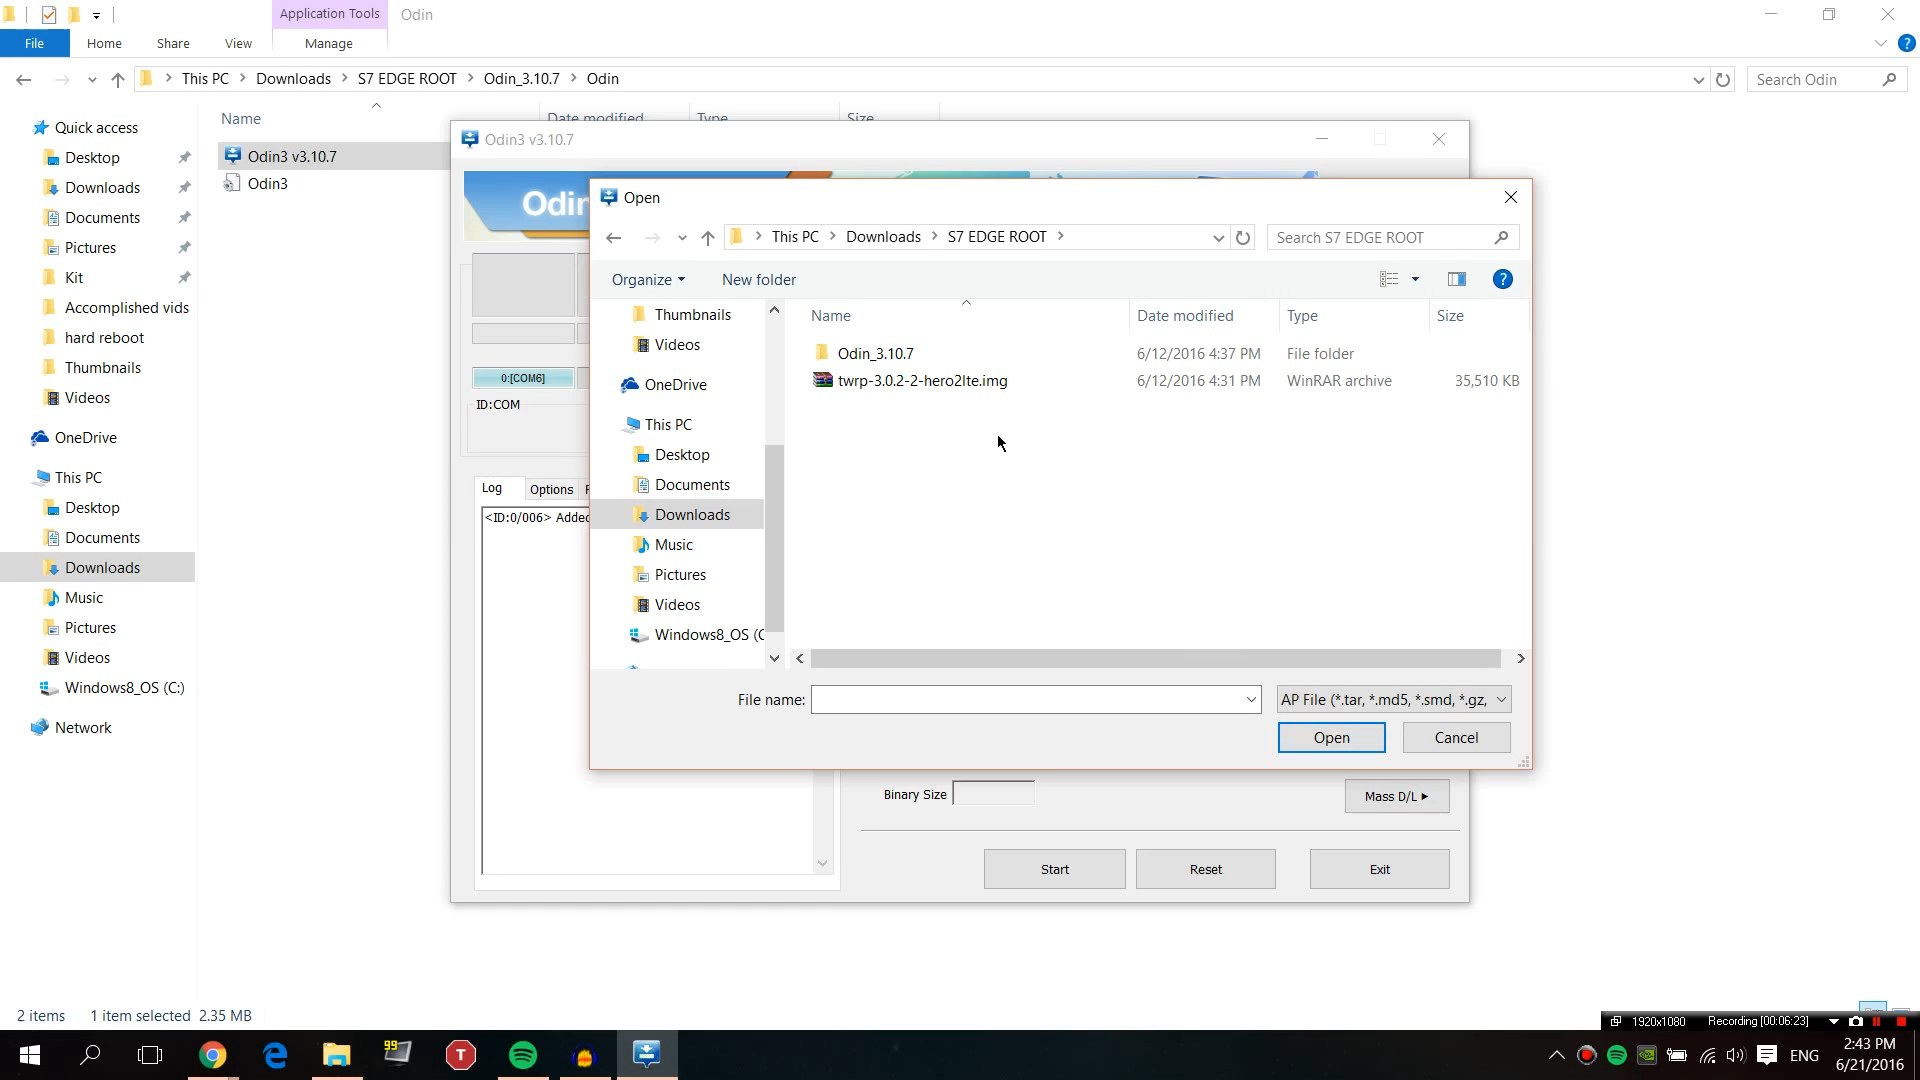 Application Tools
Odin
File
Home
Share
View
Manage
This PC > Downloads > S7 EDGE ROOT > Odin_3.10.7 > Odin
Search Odin
Quick access
Desktop
Downloads
Documents
Pictures
Kit
Accomplished vids
hard reboot
Thumbnails
Videos
OneDrive
This PC
Desktop
Documents
Downloads
Music
Pictures
Videos
Windows8_OS (C:)
Network
Name
Date modified
Type
Size
Odin3 v3.10.7
Odin3
Odin3 v3.10.7
Odin
0:[COM6]
ID:COM
Log
Options
<ID:0/006> Added
Open
This PC > Downloads > S7 EDGE ROOT >
Search S7 EDGE ROOT
Organize
New folder
Thumbnails
Videos
OneDrive
This PC
Desktop
Documents
Downloads
Music
Pictures
Videos
Windows8_OS (C
Name
Date modified
Type
Size
Odin_3.10.7
6/12/2016 4:37 PM
File folder
twrp-3.0.2-2-hero2lte.img
6/12/2016 4:31 PM
WinRAR archive
35,510 KB
File name:
AP File (*.tar, *.md5, *.smd, *.gz,
Open
Cancel
Binary Size
Mass D/L
Start
Reset
Exit
2 items
1 item selected 2.35 MB
1920x1080
Recording [00:06:23]
99
T
ENG
2:43 PM
6/21/2016